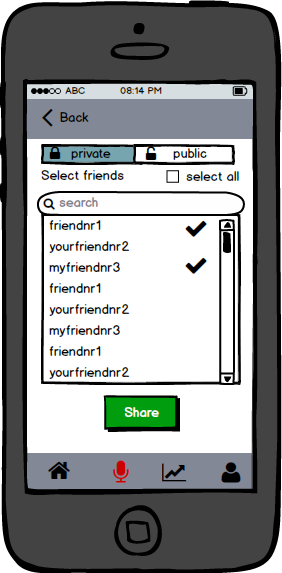 ABC 08:14 PM
Back
private public
Select friends select all
search
friendnr1
yourfriendnr2
myfriendnr3
friendnr1
yourfriendnr2
myfriendnr3
friendnr1
yourfriendnr2
Share